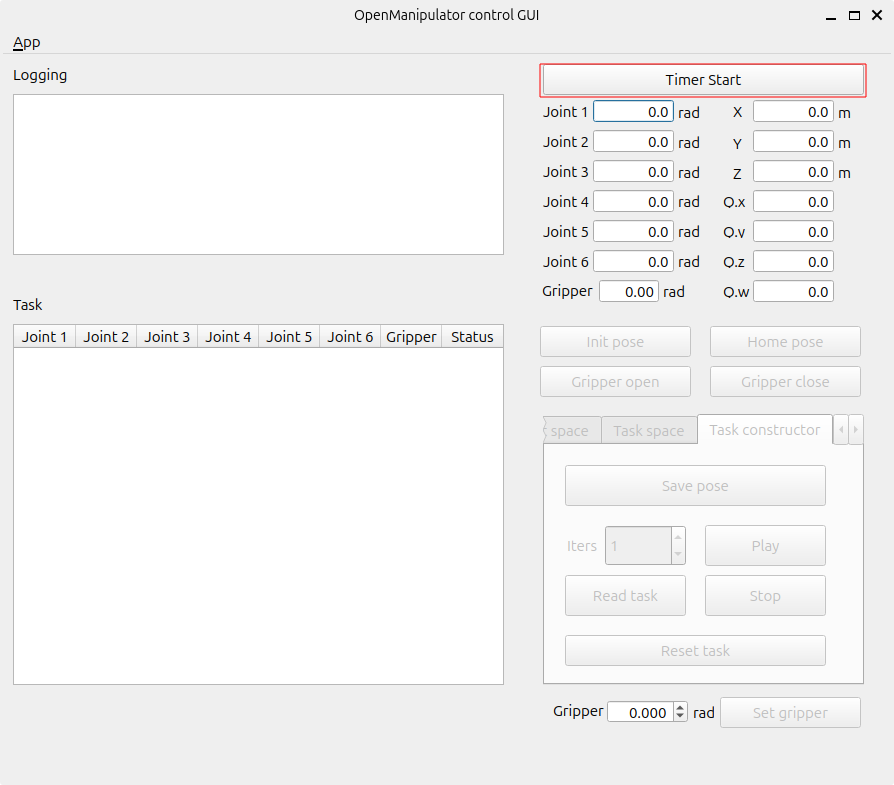 OpenManipulator control GUI
App
Logging
Timer Start
Joint 1 0.0 rad X 0.0 m
Joint 2 0.0 rad Y 0.0 m
Joint 3 0.0 rad Z 0.0 m
Joint 4 0.0 rad Q.x 0.0
Joint 5 0.0 rad Q.y 0.0
Joint 6 0.0 rad Q.z 0.0
Gripper 0.00 rad Q.w 0.0
Task
Joint 1 Joint 2 Joint 3 Joint 4 Joint 5 Joint 6 Gripper Status
Init pose Home pose
Gripper open Gripper close
space Task space Task constructor
Save pose
Iters 1 Play
Read task Stop
Reset task
Gripper 0.000 rad Set gripper